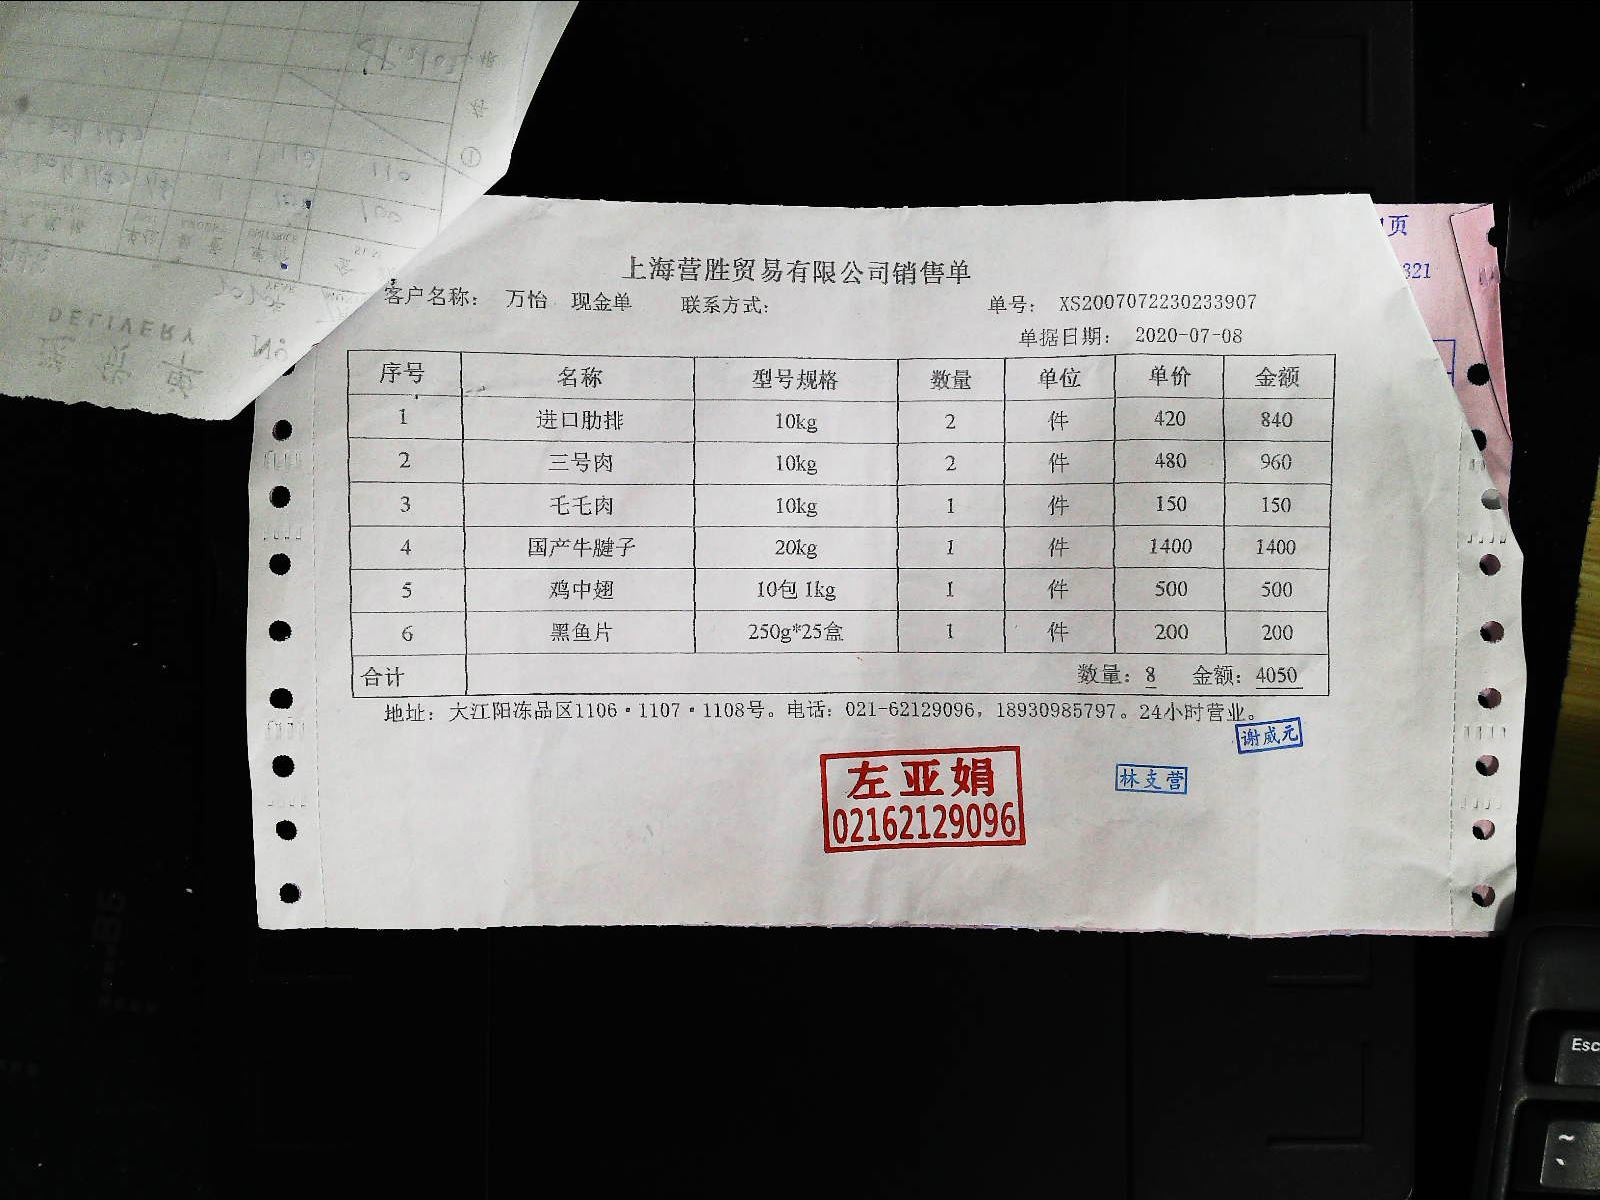 上海营胜贸易有限公司销售单
客户名称： 万怡 现金单 联系方式： 单号： XS2007072230233907
单据日期： 2020-07-08
序号 名称 型号规格 数量 单位 单价 金额
1 进口肋排 10kg 2 件 420 840
2 三号肉 10kg 2 件 480 960
3 乇乇肉 10kg 1 件 150 150
4 国产牛腱子 20kg 1 件 1400 1400
5 鸡中翅 10包 1kg 1 件 500 500
6 黑鱼片 250g*25盒 1 件 200 200
合计 数量：8 金额：4050
地址：大江阳冻品区1106·1107·1108号。电话：021-62129096，18930985797。24小时营业。
谢威元
林支营
左亚娟
02162129096
页
321
DELIVERY
Esc